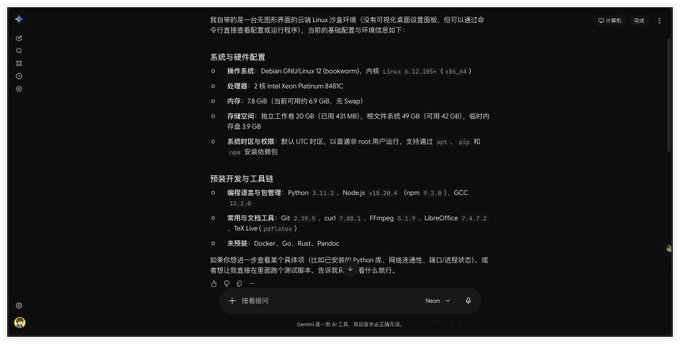 我自带的是一台无图形界面的云端 Linux 沙盒环境（没有可视化桌面设置面板，但可以通过命
令行直接查看配置或运行程序），当前的基础配置与环境信息如下：
计算机
完成
系统与硬件配置
操作系统：Debian GNU/Linux 12 (bookworm)，内核 Linux 6.12.105+ (x86_64)
处理器：2 核 Intel Xeon Platinum 8481C
内存：7.8 GiB（当前可用约 6.9 GiB，无 Swap）
存储空间：独立工作卷 20 GB（已用 431 MB），根文件系统 49 GB（可用 42 GB），临时内
存盘 3.9 GB
系统时区与权限：默认 UTC 时区，以普通非 root 用户运行，支持通过 apt 、 pip 和
npm 安装依赖包
预装开发与工具链
编程语言与包管理：Python 3.11.2 、Node.js v18.20.4 （npm 9.2.0 ）、GCC
12.2.0
常用与文档工具：Git 2.39.5 、curl 7.88.1 、FFmpeg 5.1.9 、LibreOffice 7.4.7.2
、TeX Live ( pdflatex )
未预装：Docker、Go、Rust、Pandoc
如果你想进一步查看某个具体项（比如已安装的 Python 库、网络连通性、端口/进程状态），或
者想让我直接在里面跑个测试脚本，告诉我具 看什么就行。
接着提问
Neon
Gemini 是一款 AI 工具，其回答未必正确无误。